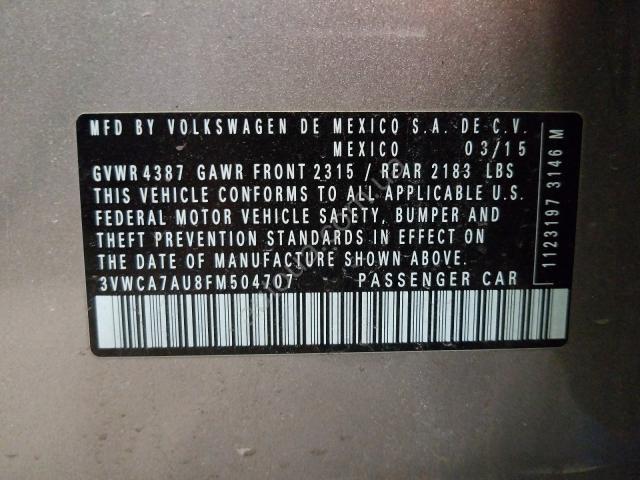 MFD BY VOLKSWAGEN DE MEXICO S.A. DE C.V.
MEXICO 03/15
GVWR 4387 GAWR FRONT 2315 / REAR 2183 LBS
THIS VEHICLE CONFORMS TO ALL APPLICABLE U.S.
FEDERAL MOTOR VEHICLE SAFETY, BUMPER AND
THEFT PREVENTION STANDARDS IN EFFECT ON
THE DATE OF MANUFACTURE SHOWN ABOVE.
3VWCA7AU8FM504707 PASSENGER CAR
1123197 3146 M